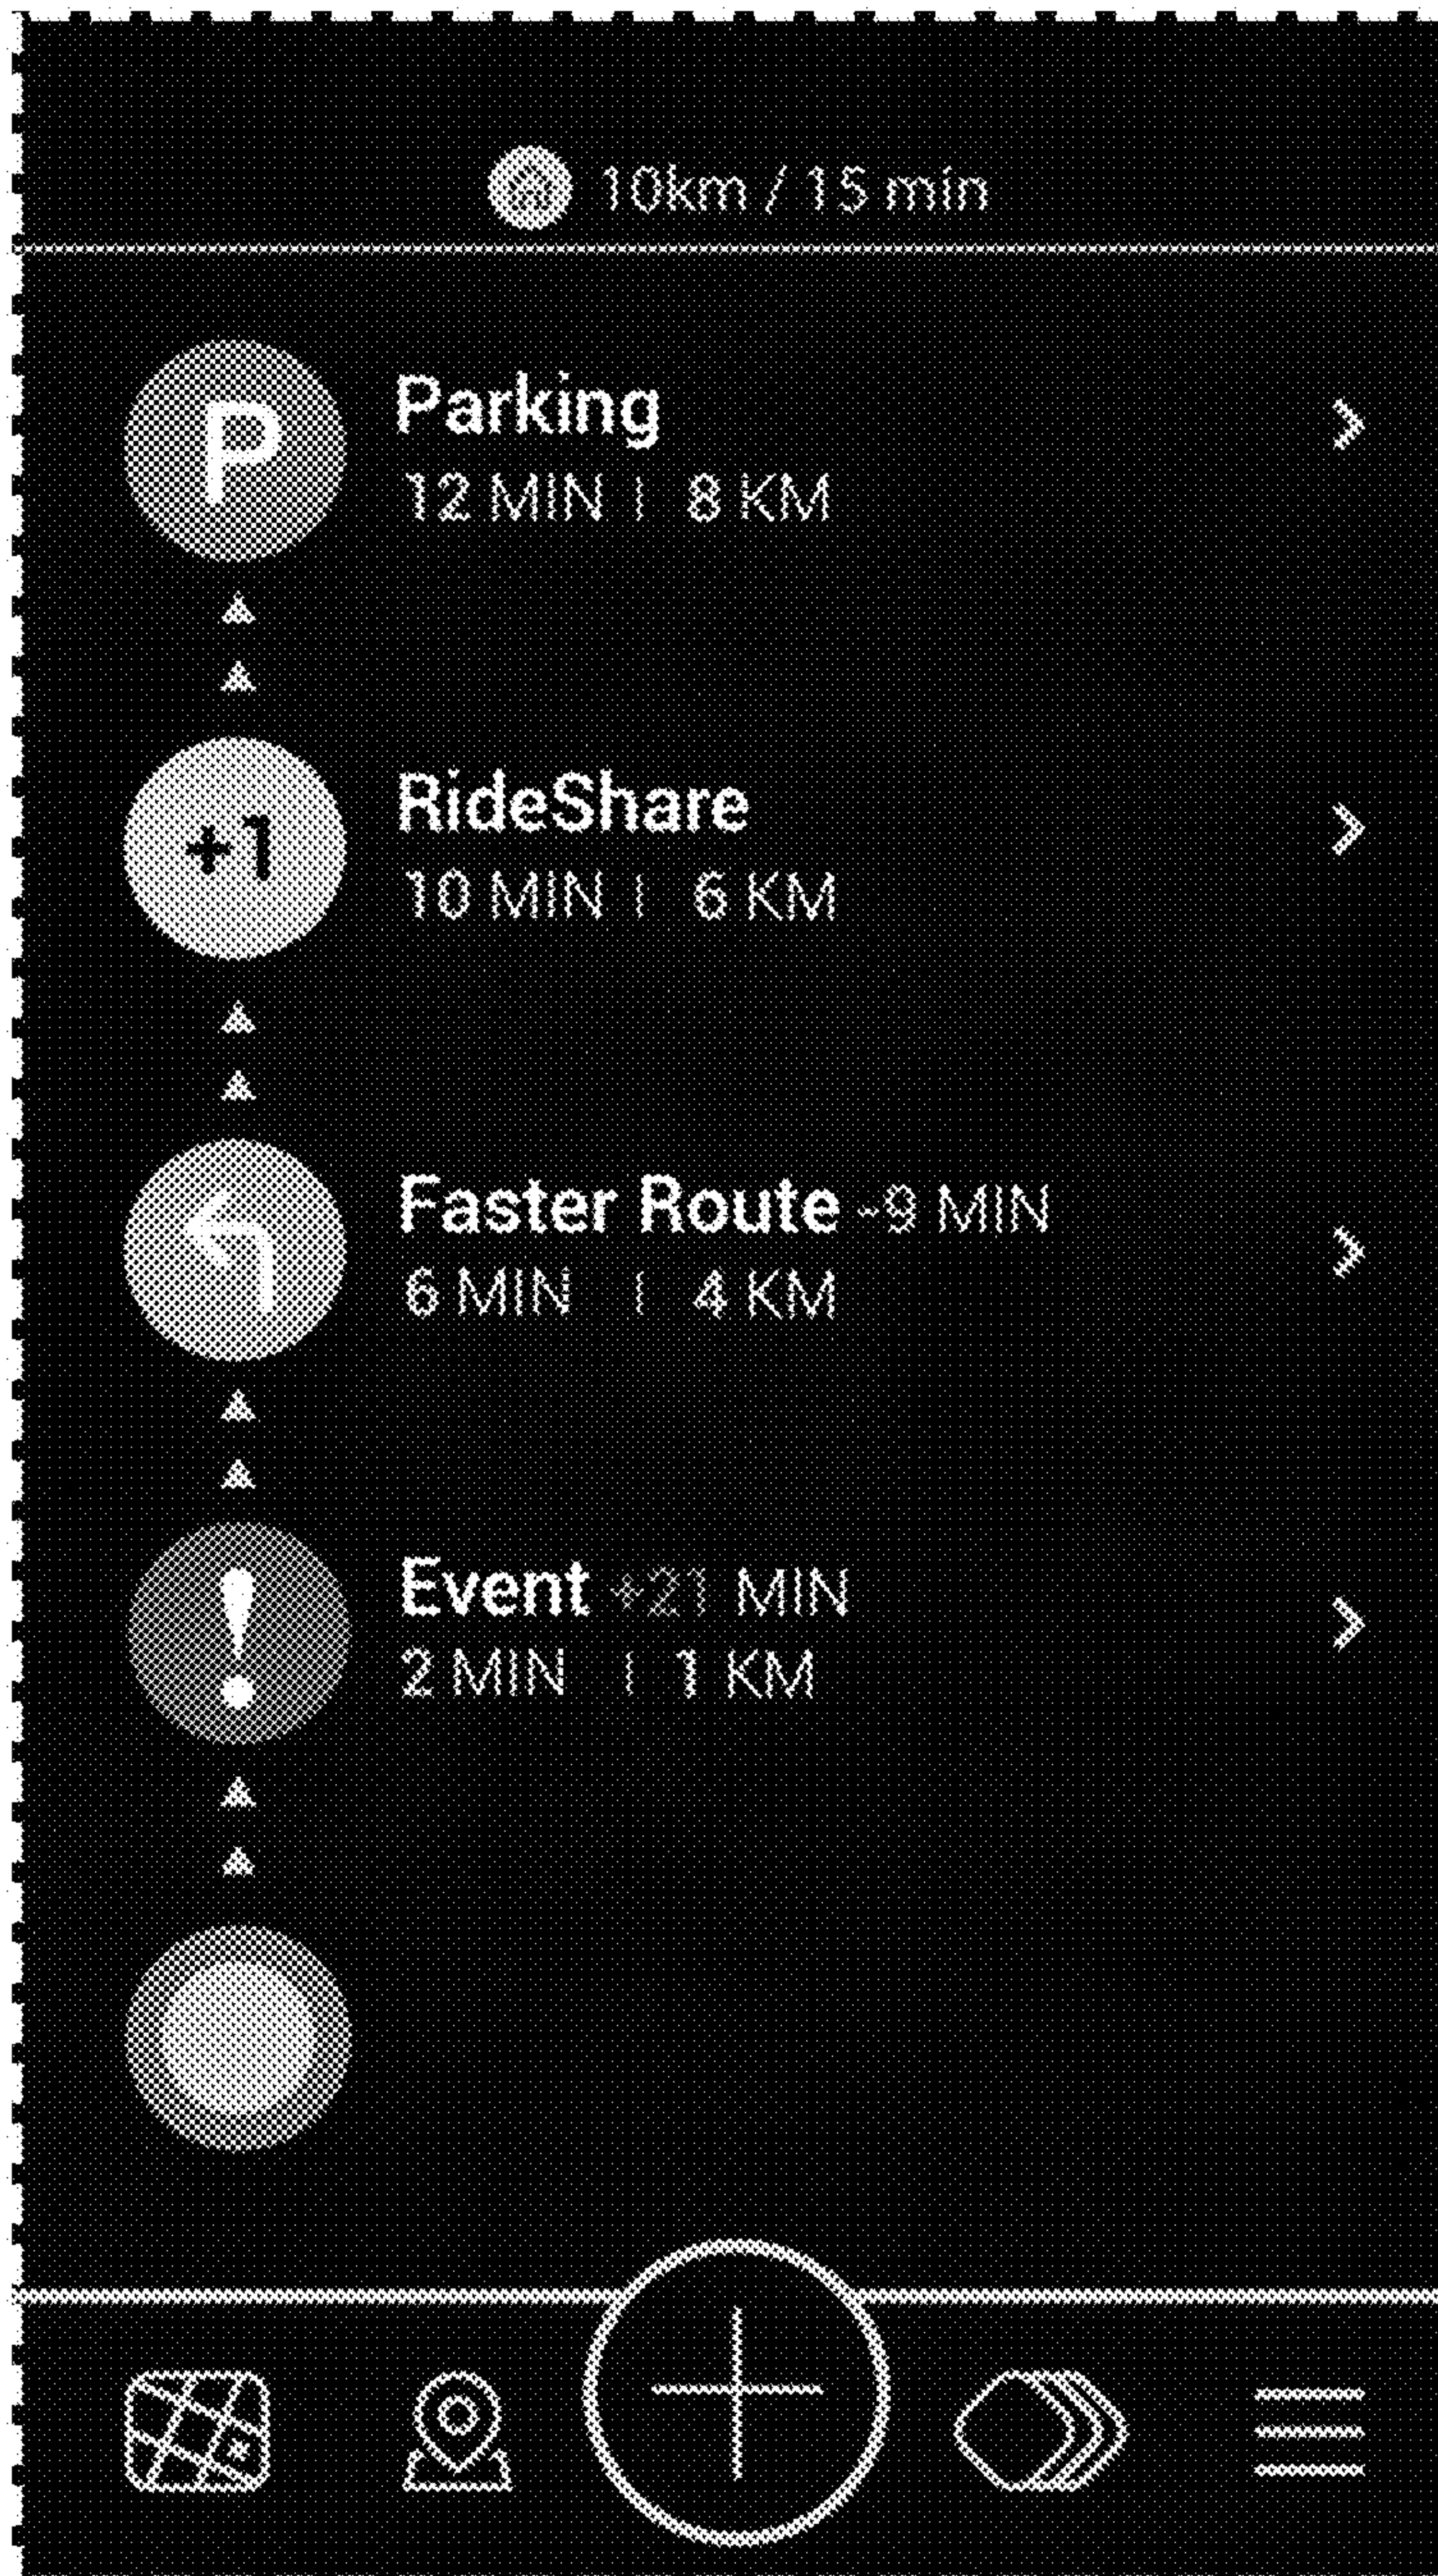 10km / 15 min
P
Parking
12 MIN | 8 KM
+1
RideShare
10 MIN | 6 KM
Faster Route -9 MIN
6 MIN | 4 KM
!
Event +21 MIN
2 MIN | 1 KM